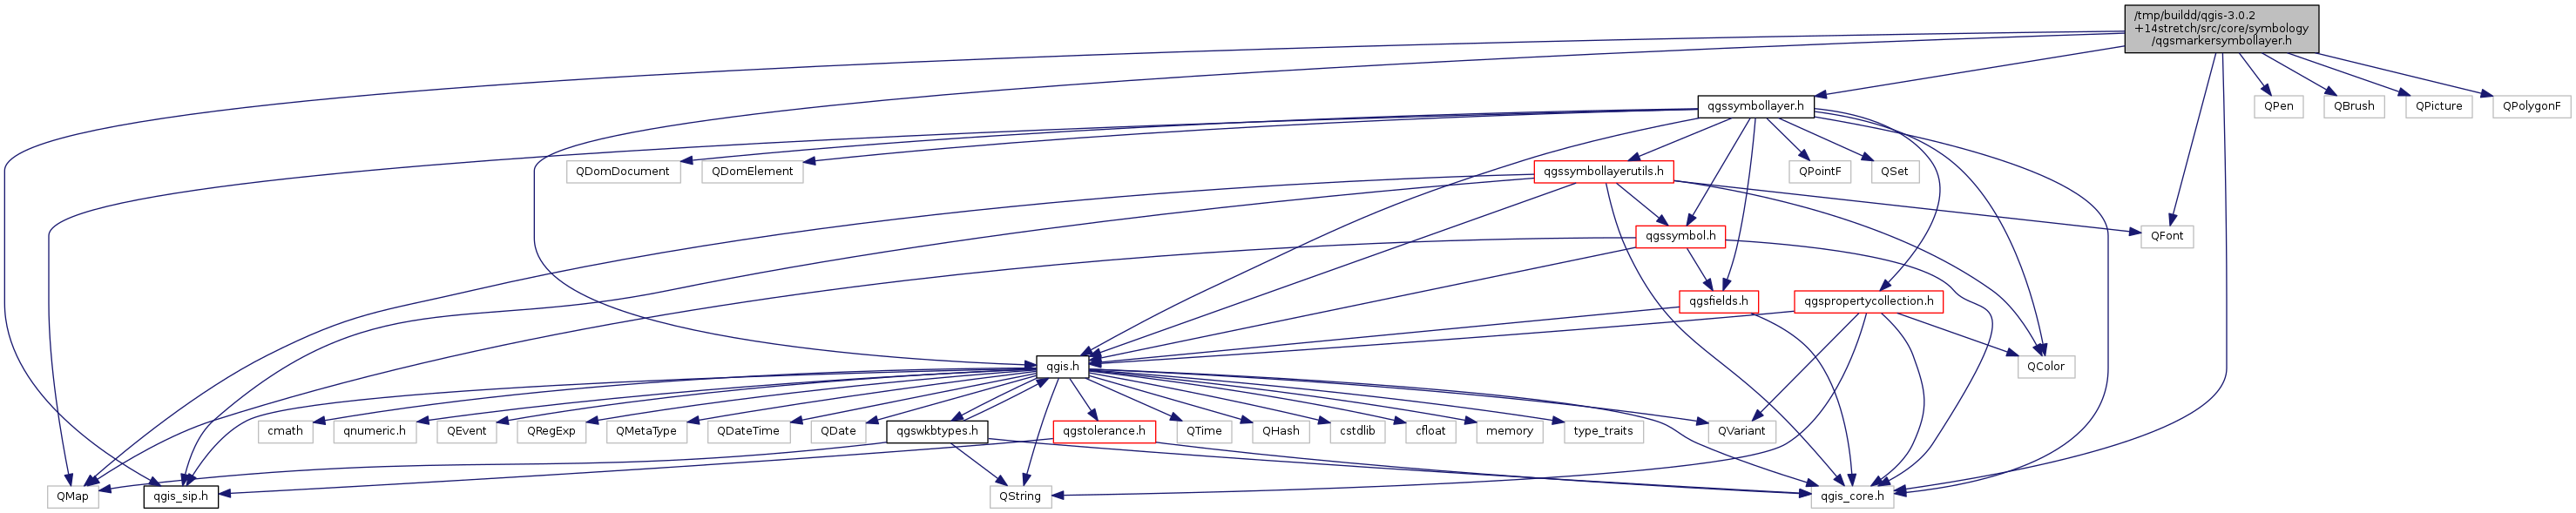 /tmp/buildd/qgis-3.0.2
+14stretch/src/core/symbology
/qgsmarkersymbollayer.h
qgssymbollayer.h
QPen
QBrush
QPicture
QPolygonF
QDomDocument
QDomElement
qgssymbollayerutils.h
QPointF
QSet
qgssymbol.h
QFont
qgsfields.h
qgspropertycollection.h
qgis.h
QColor
cmath
qnumeric.h
QEvent
QRegExp
QMetaType
QDateTime
QDate
qgswkbtypes.h
qgstolerance.h
QTime
QHash
cstdlib
cfloat
memory
type_traits
QVariant
QMap
qgis_sip.h
QString
qgis_core.h